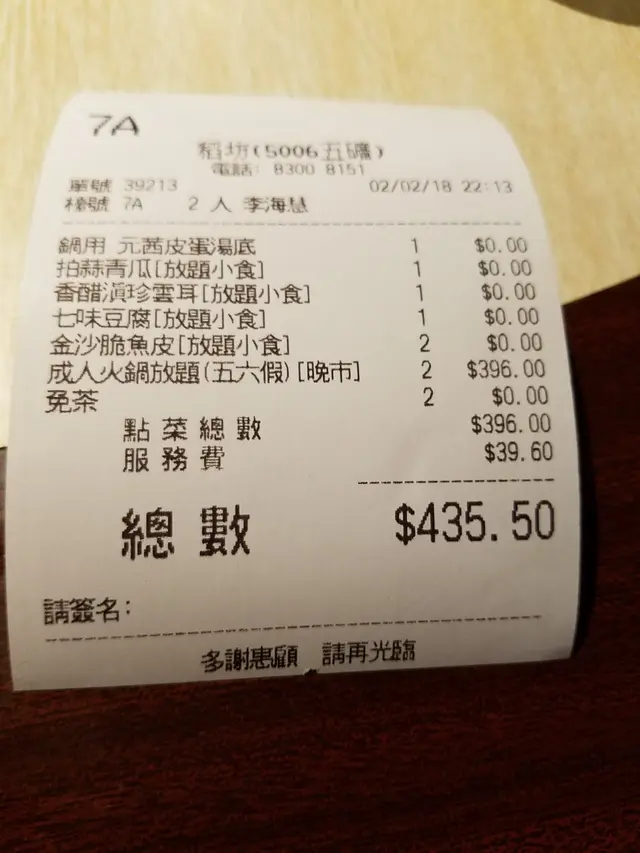 7A
稻坊(5006五礦)
電話: 8300 8151
單號 39213 02/02/18 22:13
檯號 7A 2 人 李海慧
鍋用 元茜皮蛋湯底 1 $0.00
拍蒜青瓜[放題小食] 1 $0.00
香醋滇珍雲耳[放題小食] 1 $0.00
七味豆腐[放題小食] 1 $0.00
金沙脆魚皮[放題小食] 2 $0.00
成人火鍋放題(五六假)[晚市] 2 $396.00
免茶 2 $0.00
點菜總數 $396.00
服務費 $39.60
總數 $435.50
請簽名:
多謝惠顧 請再光臨